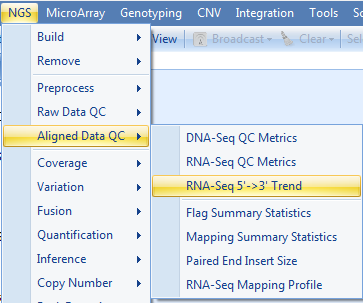 NGS MicroArray Genotyping CNV Integration Tools
View Broadcast Clear
Build
Remove
Preprocess
Raw Data QC
Aligned Data QC
Coverage
Variation
Fusion
Quantification
Inference
Copy Number
DNA-Seq QC Metrics
RNA-Seq QC Metrics
RNA-Seq 5'->3' Trend
Flag Summary Statistics
Mapping Summary Statistics
Paired End Insert Size
RNA-Seq Mapping Profile